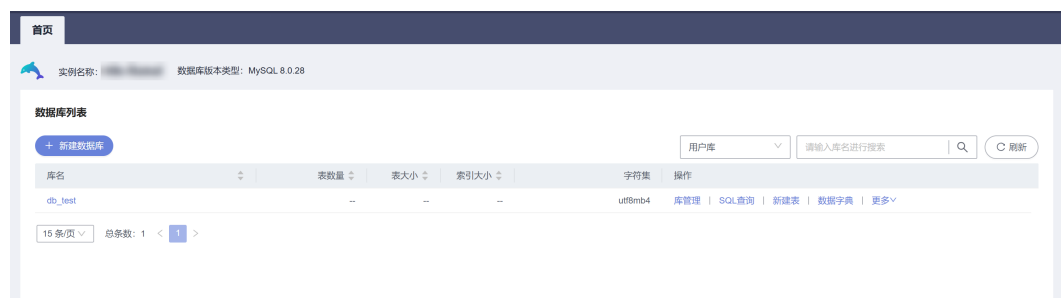 首页
实例名称： 数据库版本类型：MySQL 8.0.28
数据库列表
+ 新建数据库 用户库 请输入库名进行搜索 刷新
库名 表数量 表大小 索引大小 字符集 操作
db_test -- -- -- utf8mb4 库管理 | SQL查询 | 新建表 | 数据字典 | 更多
15 条/页 总条数：1 < 1 >